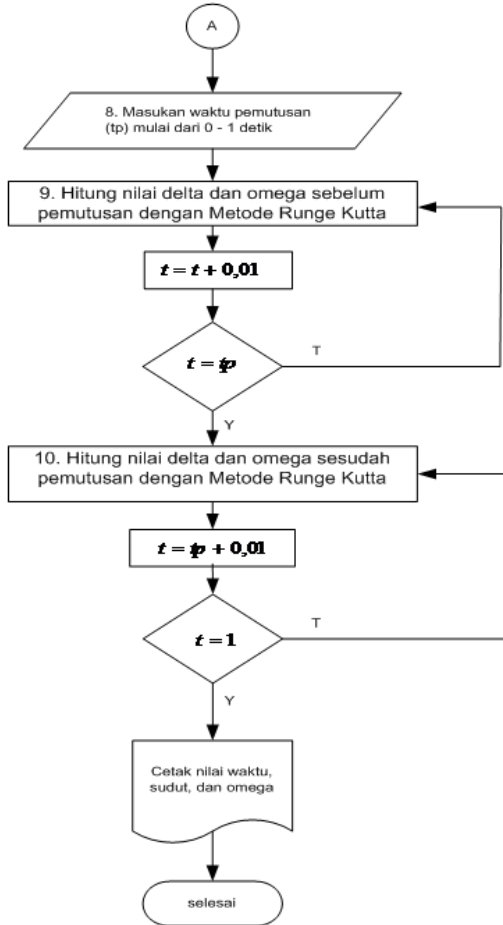 A
8. Masukan waktu pemutusan
(tp) mulai dari 0 - 1 detik
9. Hitung nilai delta dan omega sebelum
pemutusan dengan Metode Runge Kutta
t = t + 0,01
t = tp
T
Y
10. Hitung nilai delta dan omega sesudah
pemutusan dengan Metode Runge Kutta
t = tp + 0,01
t = 1
T
Y
Cetak nilai waktu,
sudut, dan omega
selesai